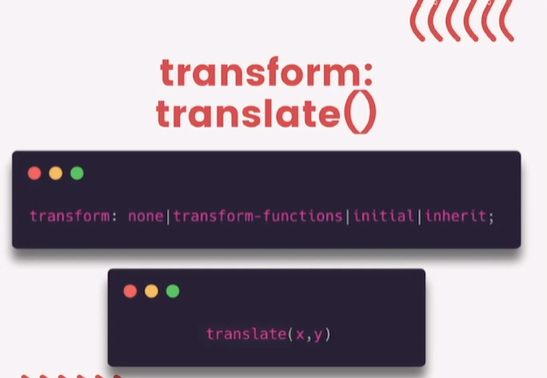 transform:
translate()
transform: none|transform-functions|initial|inherit;
translate(x,y)